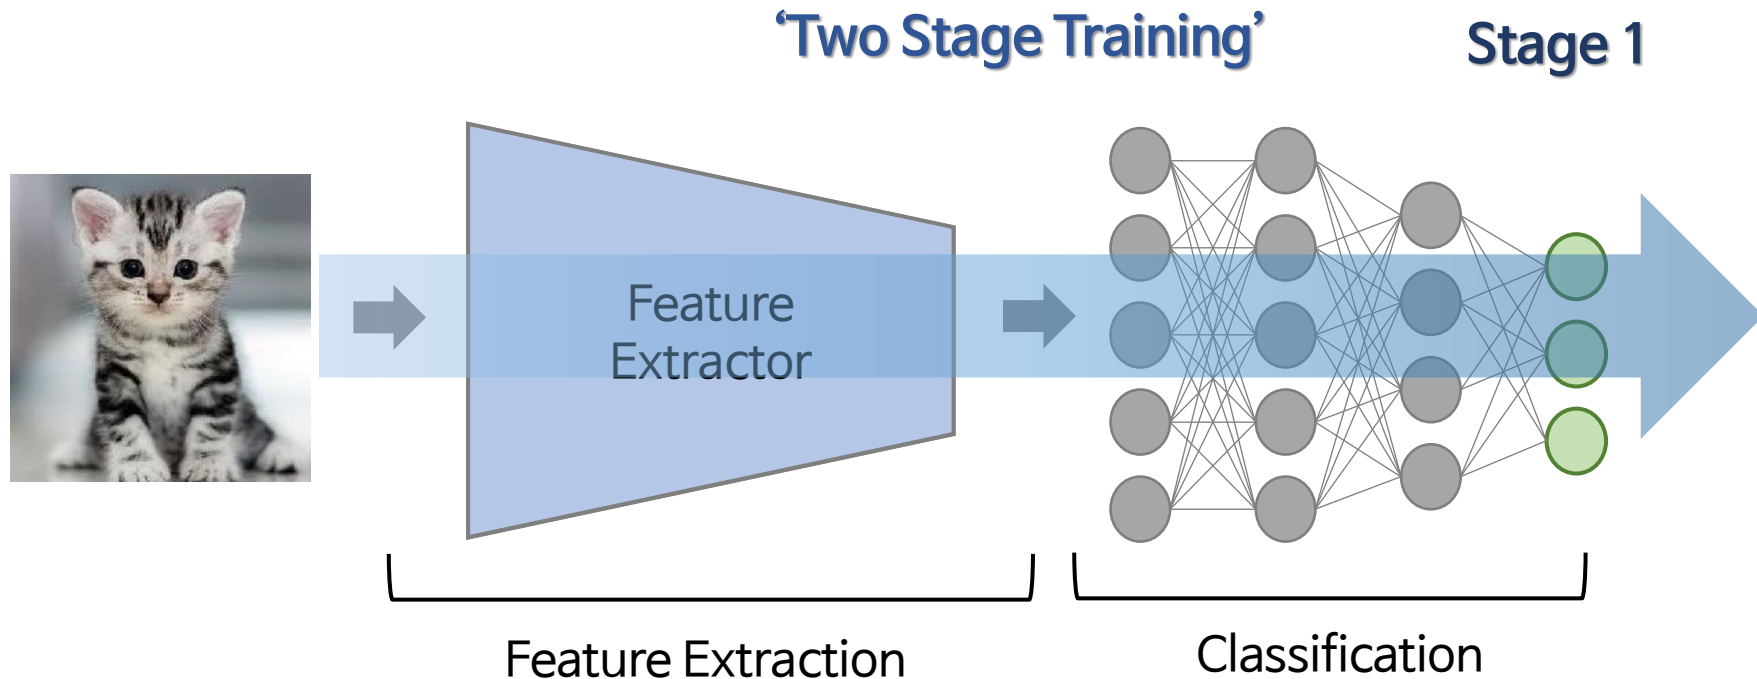 ‘Two Stage Training’
Stage 1
Feature
Extractor
Feature Extraction
Classification